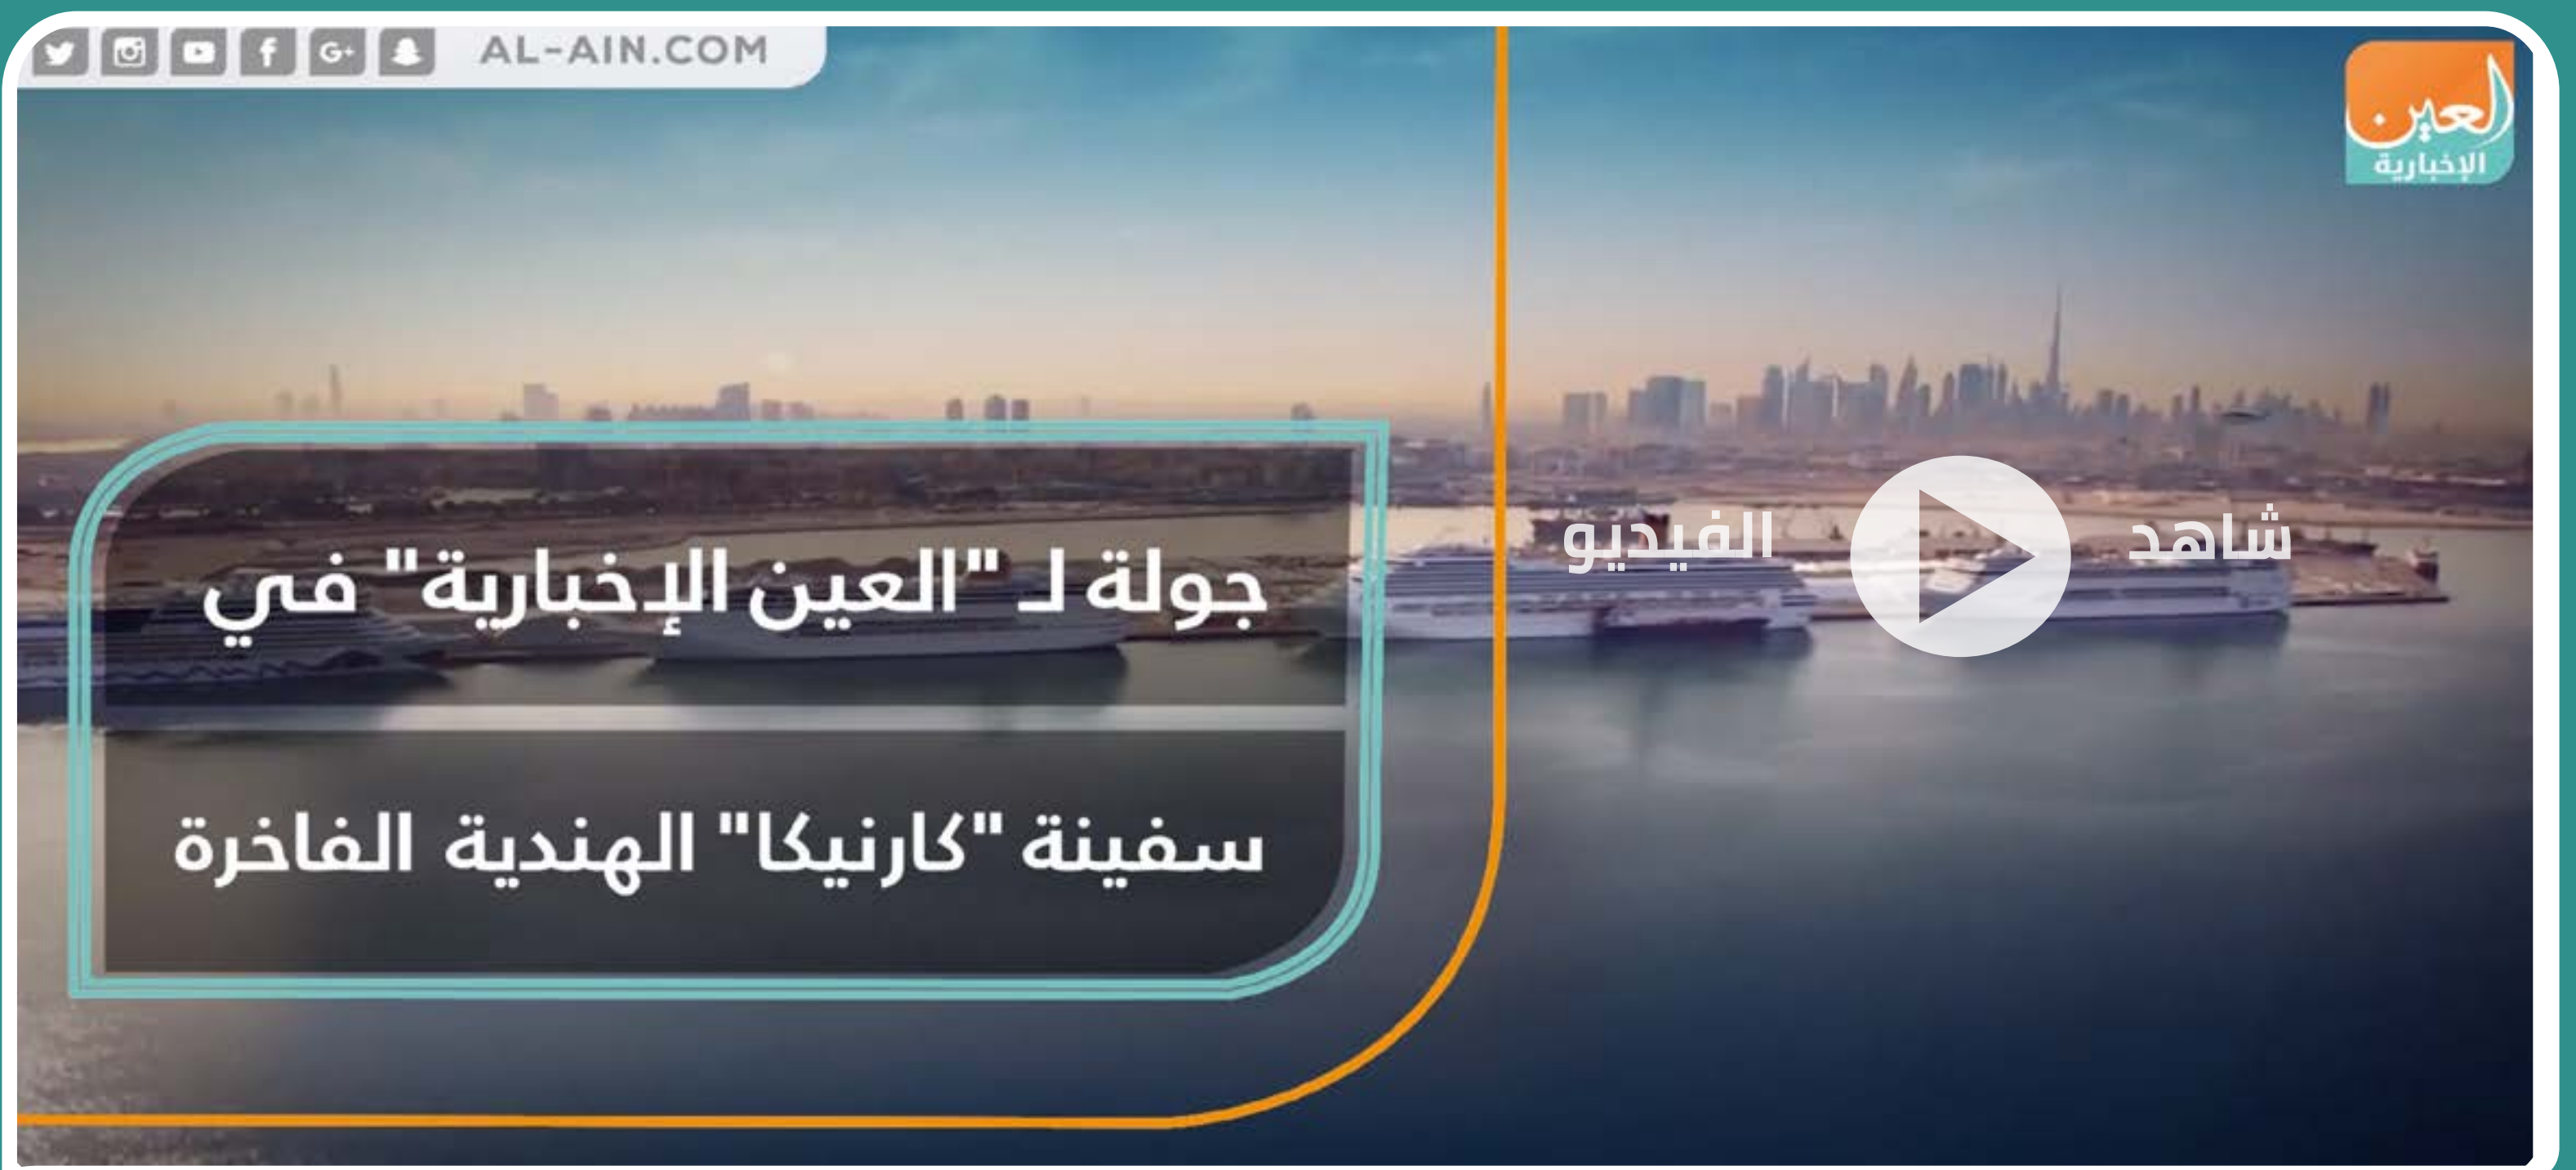 AL-AIN.COM
العين
الإخبارية
شاهد الفيديو
جولة لـ "العين الإخبارية" في
سفينة "كارنيكا" الهندية الفاخرة